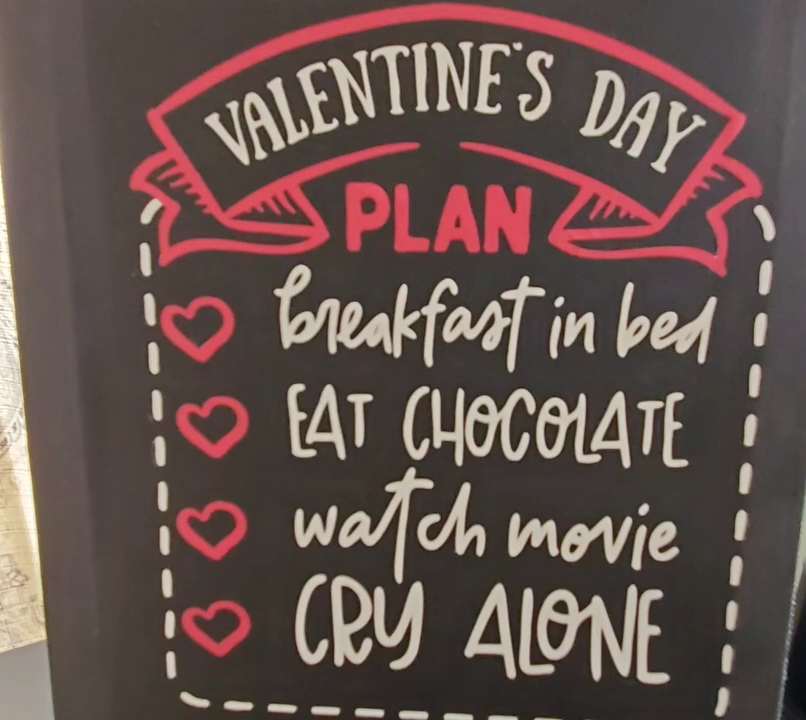 VALENTINE'S DAY
PLAN
breakfast in bed
EAT CHOCOLATE
watch movie
CRY ALONE